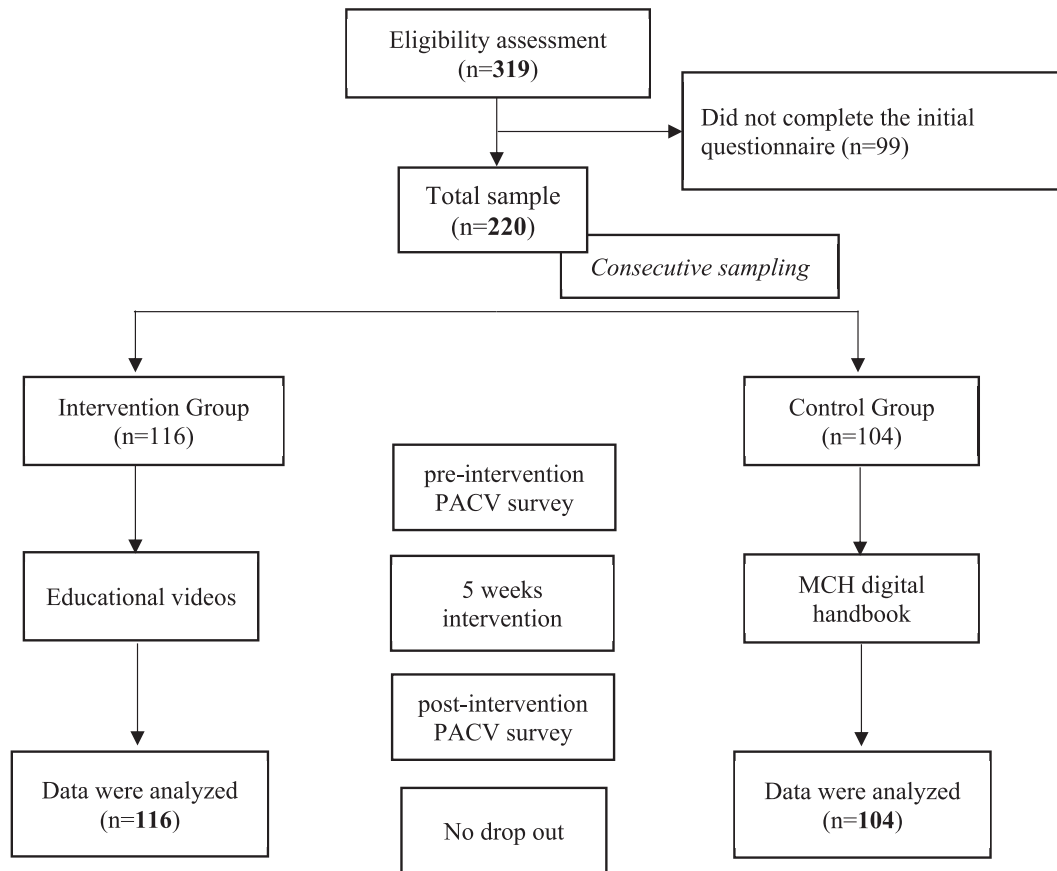 Eligibility assessment
(n=319)
Did not complete the initial
questionnaire (n=99)
Total sample
(n=220)
Consecutive sampling
Intervention Group
(n=116)
Control Group
(n=104)
pre-intervention
PACV survey
Educational videos
5 weeks
intervention
MCH digital
handbook
post-intervention
PACV survey
Data were analyzed
(n=116)
No drop out
Data were analyzed
(n=104)